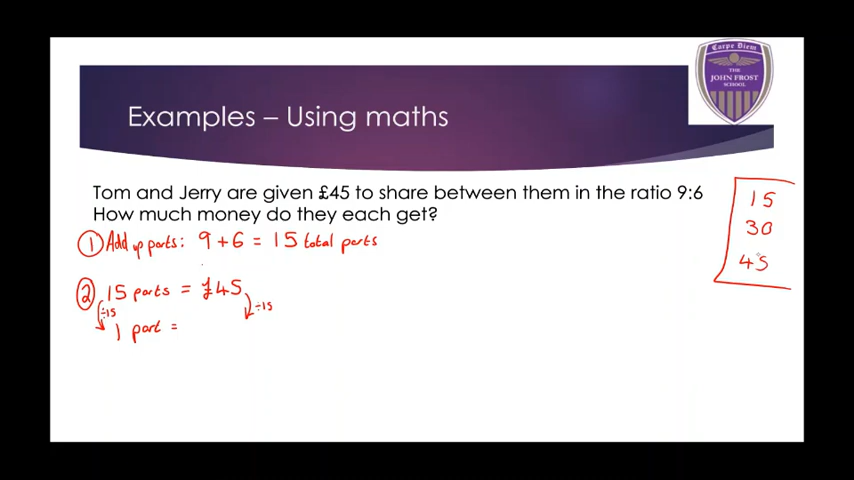 Carpe Diem
THE
JOHN FROST
SCHOOL
Examples – Using maths
Tom and Jerry are given £45 to share between them in the ratio 9:6
How much money do they each get?
① Add up parts: 9 + 6 = 15 total parts
② 15 parts = £45
÷15 ÷15
1 part =
15
30
45